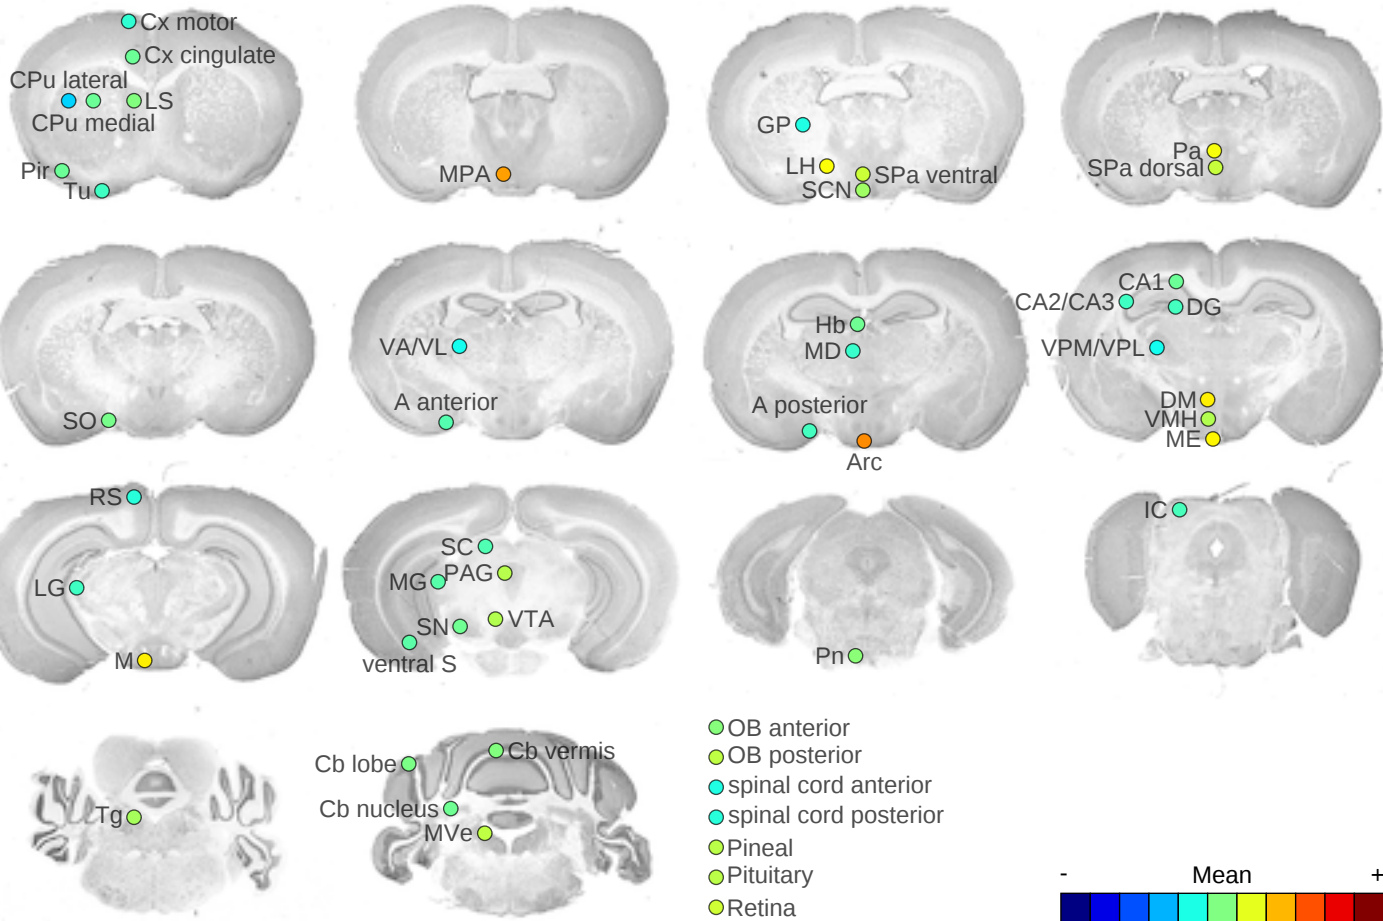 Cx motor
Cx cingulate
CPu lateral
LS
CPu medial
Pir
Tu
MPA
GP
LH
SPa ventral
SCN
Pa
SPa dorsal
SO
VA/VL
A anterior
Hb
MD
A posterior
Arc
CA1
CA2/CA3
DG
VPM/VPL
DM
VMH
ME
RS
LG
M
SC
MG
PAG
SN
VTA
ventral S
Pn
IC
Tg
Cb lobe
Cb vermis
Cb nucleus
MVe
OB anterior
OB posterior
spinal cord anterior
spinal cord posterior
Pineal
Pituitary
Retina
- Mean +